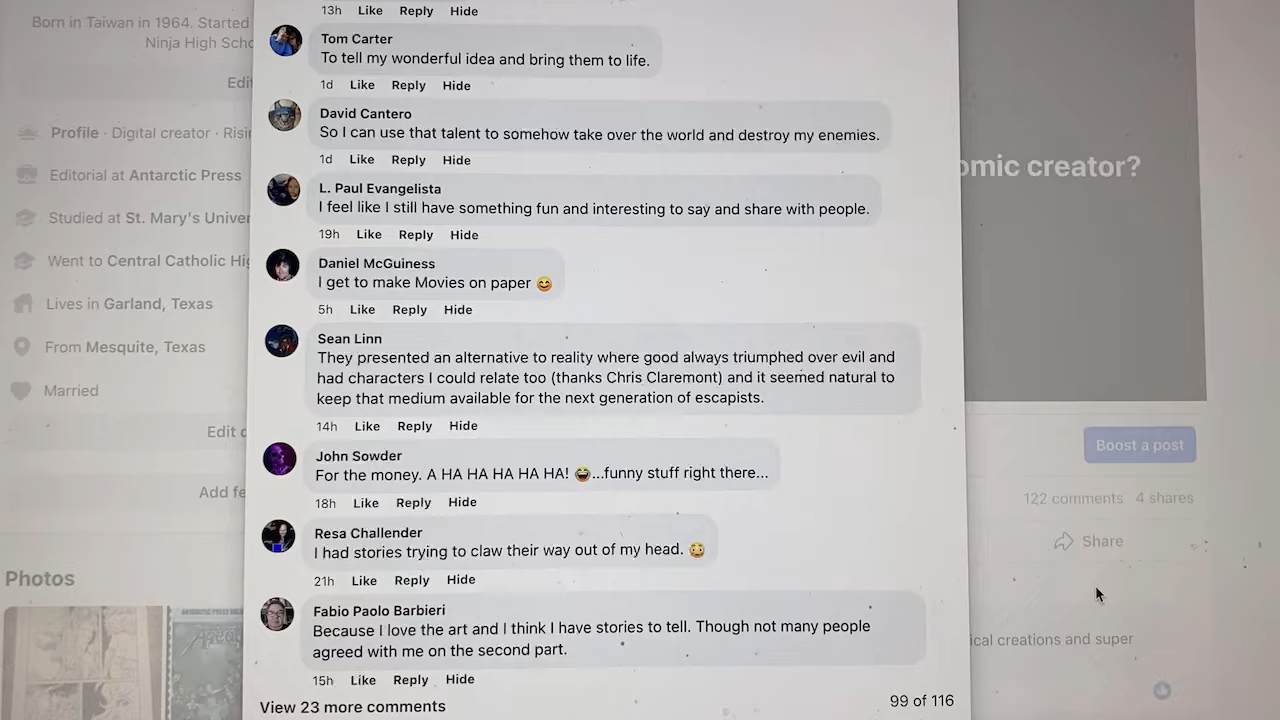 Born in Taiwan in 1964. Started
Ninja High Scho
Edi
Profile · Digital creator · Risin
Editorial at Antarctic Press
Studied at St. Mary's Univer
Went to Central Catholic Hig
Lives in Garland, Texas
From Mesquite, Texas
Married
Edit d
Add fe
Photos
13h Like Reply Hide
Tom Carter
To tell my wonderful idea and bring them to life.
1d Like Reply Hide
David Cantero
So I can use that talent to somehow take over the world and destroy my enemies.
1d Like Reply Hide
L. Paul Evangelista
I feel like I still have something fun and interesting to say and share with people.
19h Like Reply Hide
Daniel McGuiness
I get to make Movies on paper 😊
5h Like Reply Hide
Sean Linn
They presented an alternative to reality where good always triumphed over evil and
had characters I could relate too (thanks Chris Claremont) and it seemed natural to
keep that medium available for the next generation of escapists.
14h Like Reply Hide
John Sowder
For the money. A HA HA HA HA HA! 😂...funny stuff right there...
18h Like Reply Hide
Resa Challender
I had stories trying to claw their way out of my head. 😳
21h Like Reply Hide
Fabio Paolo Barbieri
Because I love the art and I think I have stories to tell. Though not many people
agreed with me on the second part.
15h Like Reply Hide
View 23 more comments
99 of 116
omic creator?
Boost a post
122 comments 4 shares
Share
ical creations and super